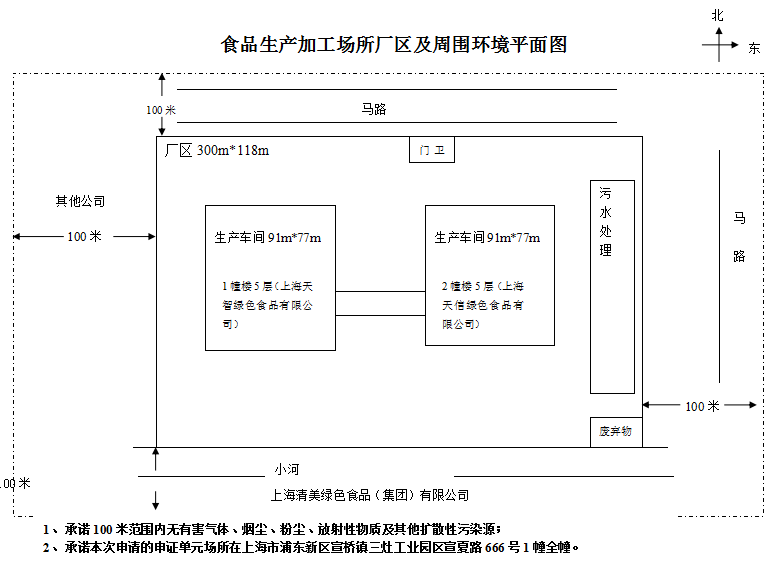 北
食品生产加工场所厂区及周围环境平面图
东
100 米
马路
厂区 300m*118m
门 卫
其他公司
100 米
污
水
处
理
马
路
生产车间 91m*77m
1 幢楼 5 层（上海天
智绿色食品有限公
司）
生产车间 91m*77m
2 幢楼 5 层（上海
天信绿色食品有
限公司）
100 米
废弃物
小河
00 米
上海清美绿色食品（集团）有限公司
1、承诺 100 米范围内无有害气体、烟尘、粉尘、放射性物质及其他扩散性污染源；
2、承诺本次申请的申证单元场所在上海市浦东新区宣桥镇三灶工业园区宣夏路 666 号 1 幢全幢。